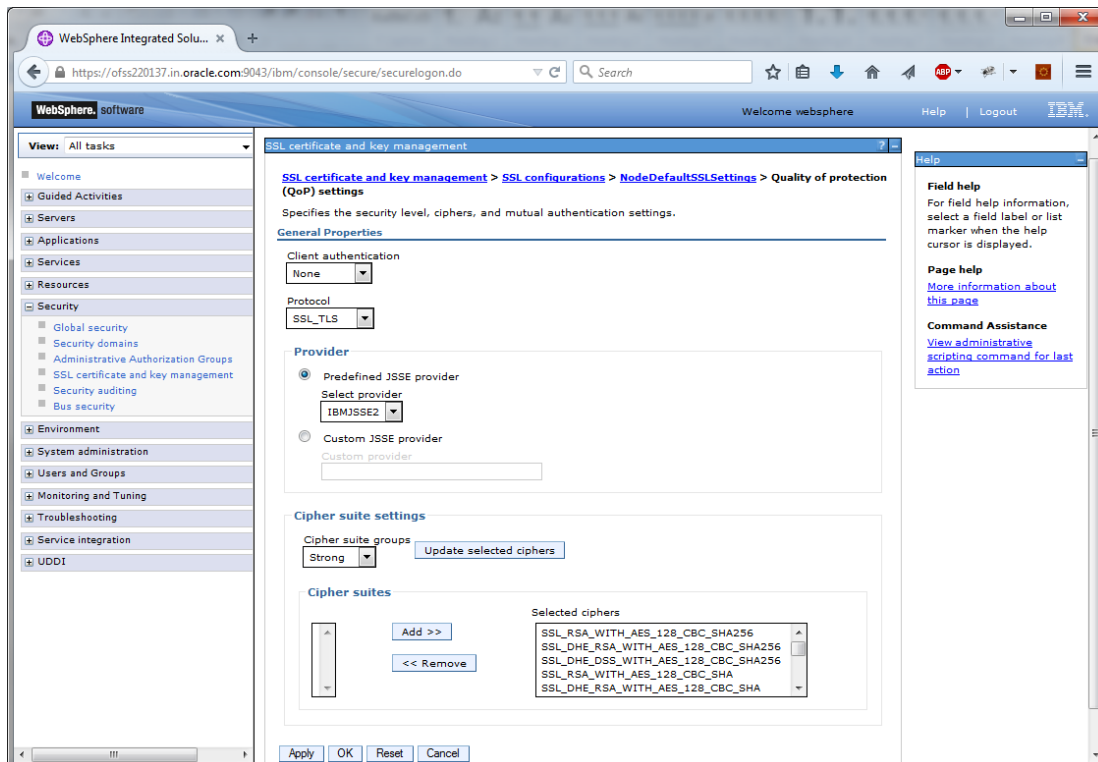 WebSphere Integrated Solu...
https://ofss220137.in.oracle.com:9043/ibm/console/secure/securelogon.do
Search
ABP
WebSphere. software
Welcome websphere
Help | Logout
IBM.
View: All tasks
Welcome
Guided Activities
Servers
Applications
Services
Resources
Security
Global security
Security domains
Administrative Authorization Groups
SSL certificate and key management
Security auditing
Bus security
Environment
System administration
Users and Groups
Monitoring and Tuning
Troubleshooting
Service integration
UDDI
SSL certificate and key management
SSL certificate and key management > SSL configurations > NodeDefaultSSLSettings > Quality of protection
(QoP) settings
Specifies the security level, ciphers, and mutual authentication settings.
General Properties
Client authentication
None
Protocol
SSL_TLS
Provider
Predefined JSSE provider
Select provider
IBMJSSE2
Custom JSSE provider
Custom provider
Cipher suite settings
Cipher suite groups
Strong
Update selected ciphers
Cipher suites
Selected ciphers
Add >>
<< Remove
SSL_RSA_WITH_AES_128_CBC_SHA256
SSL_DHE_RSA_WITH_AES_128_CBC_SHA256
SSL_DHE_DSS_WITH_AES_128_CBC_SHA256
SSL_RSA_WITH_AES_128_CBC_SHA
SSL_DHE_RSA_WITH_AES_128_CBC_SHA
Apply OK Reset Cancel
Help
Field help
For field help information,
select a field label or list
marker when the help
cursor is displayed.
Page help
More information about
this page
Command Assistance
View administrative
scripting command for last
action